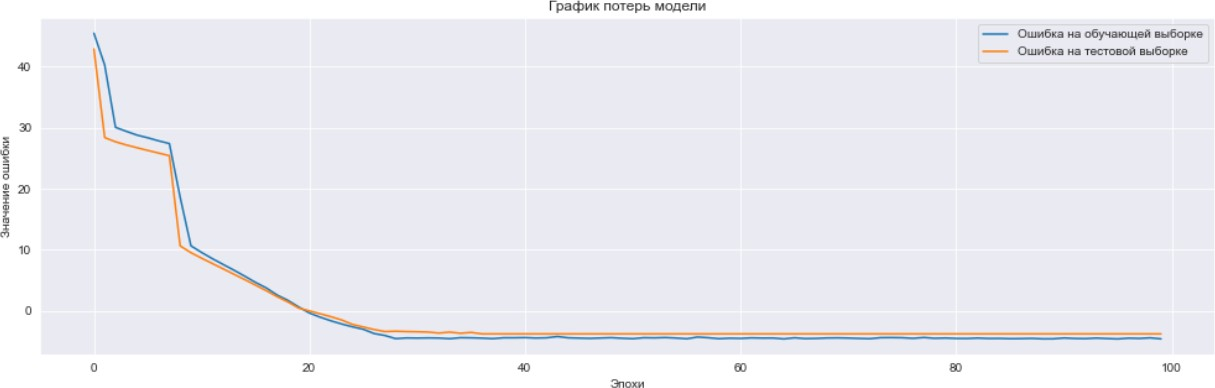 График потерь модели
Ошибка на обучающей выборке
Ошибка на тестовой выборке
Значение ошибки
40
30
20
10
0
0 20 40 60 80 100
Эпохи